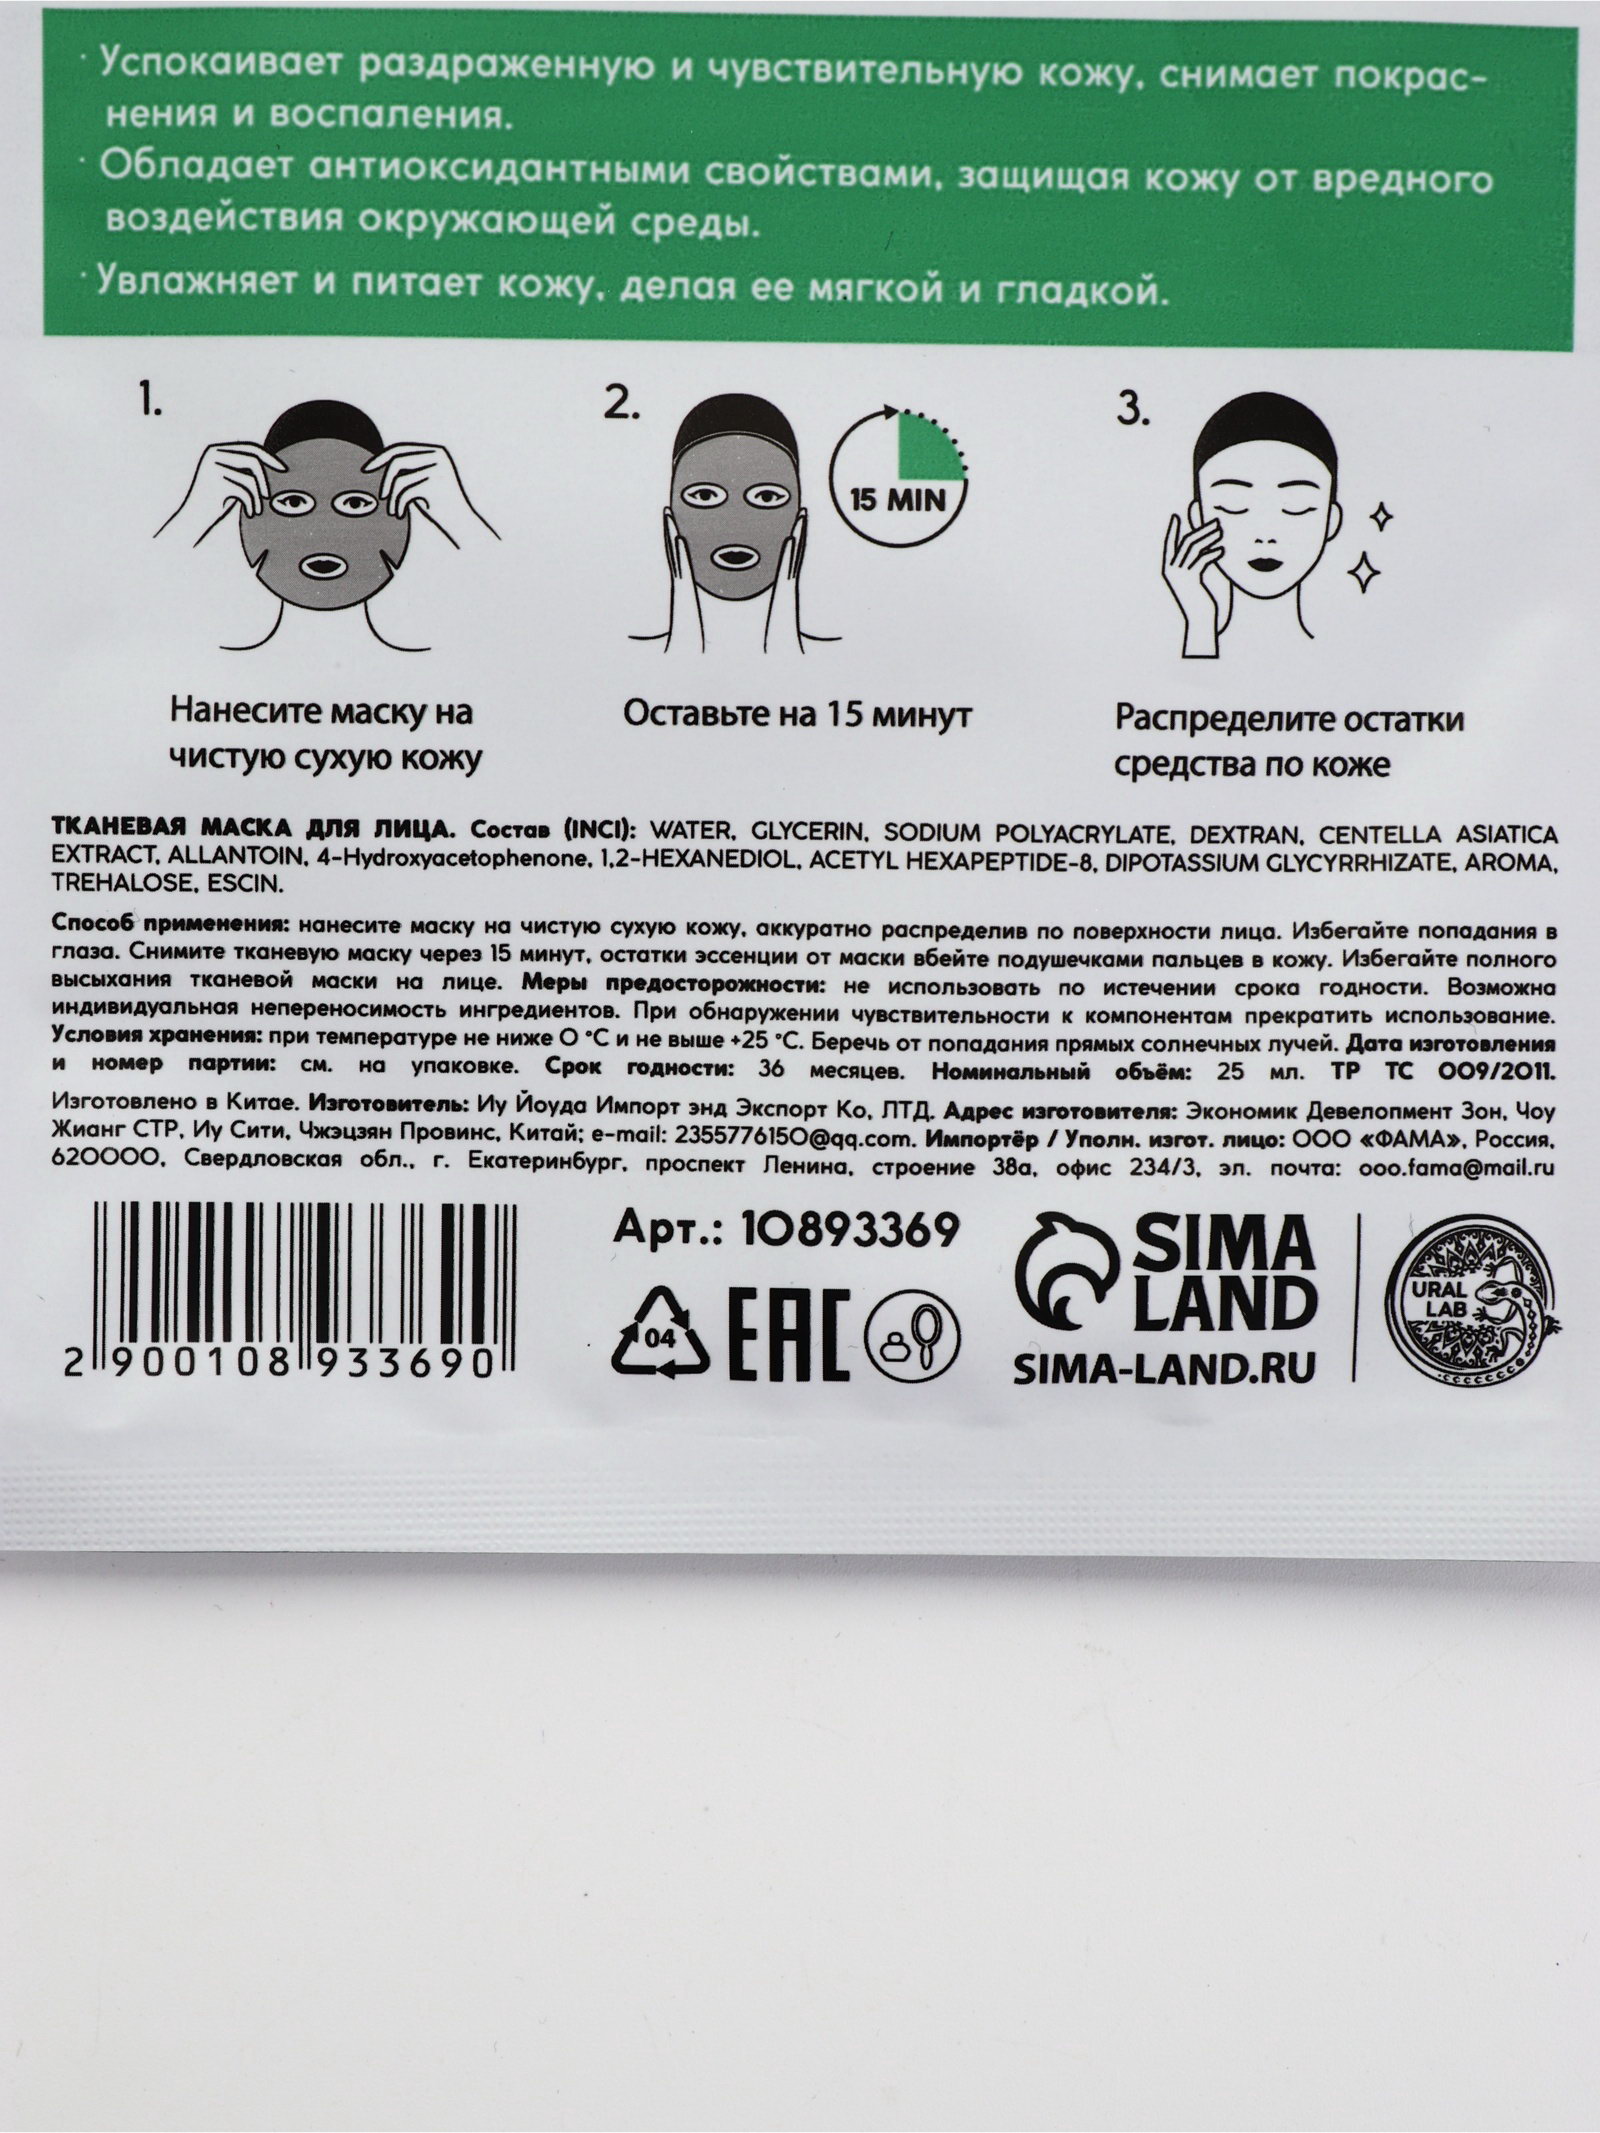 · Успокаивает раздраженную и чувствительную кожу, снимает покрас-
нения и воспаления.
· Обладает антиоксидантными свойствами, защищая кожу от вредного
воздействия окружающей среды.
· Увлажняет и питает кожу, делая ее мягкой и гладкой.
1.
2.
15 MIN
3.
Нанесите маску на
чистую сухую кожу
Оставьте на 15 минут
Распределите остатки
средства по коже
ТКАНЕВАЯ МАСКА ДЛЯ ЛИЦА. Состав (INCI): WATER, GLYCERIN, SODIUM POLYACRYLATE, DEXTRAN, CENTELLA ASIATICA
EXTRACT, ALLANTOIN, 4-Hydroxyacetophenone, 1,2-HEXANEDIOL, ACETYL HEXAPEPTIDE-8, DIPOTASSIUM GLYCYRRHIZATE, AROMA,
TREHALOSE, ESCIN.
Способ применения: нанесите маску на чистую сухую кожу, аккуратно распределив по поверхности лица. Избегайте попадания в
глаза. Снимите тканевую маску через 15 минут, остатки эссенции от маски вбейте подушечками пальцев в кожу. Избегайте полного
высыхания тканевой маски на лице. Меры предосторожности: не использовать по истечении срока годности. Возможна
индивидуальная непереносимость ингредиентов. При обнаружении чувствительности к компонентам прекратить использование.
Условия хранения: при температуре не ниже 0 °C и не выше +25 °C. Беречь от попадания прямых солнечных лучей. Дата изготовления
и номер партии: см. на упаковке. Срок годности: 36 месяцев. Номинальный объём: 25 мл. ТР ТС 009/2011.
Изготовлено в Китае. Изготовитель: Иу Йоуда Импорт энд Экспорт Ко, ЛТД. Адрес изготовителя: Экономик Девелопмент Зон, Чоу
Жианг СТР, Иу Сити, Чжэцзян Провинс, Китай; e-mail: 2355776150@qq.com. Импортёр / Уполн. изгот. лицо: ООО «ФАМА», Россия,
620000, Свердловская обл., г. Екатеринбург, проспект Ленина, строение 38а, офис 234/3, эл. почта: ooo.fama@mail.ru
2 900108 933690
Арт.: 10893369
04
EAC
SIMA
LAND
SIMA-LAND.RU
URAL
LAB